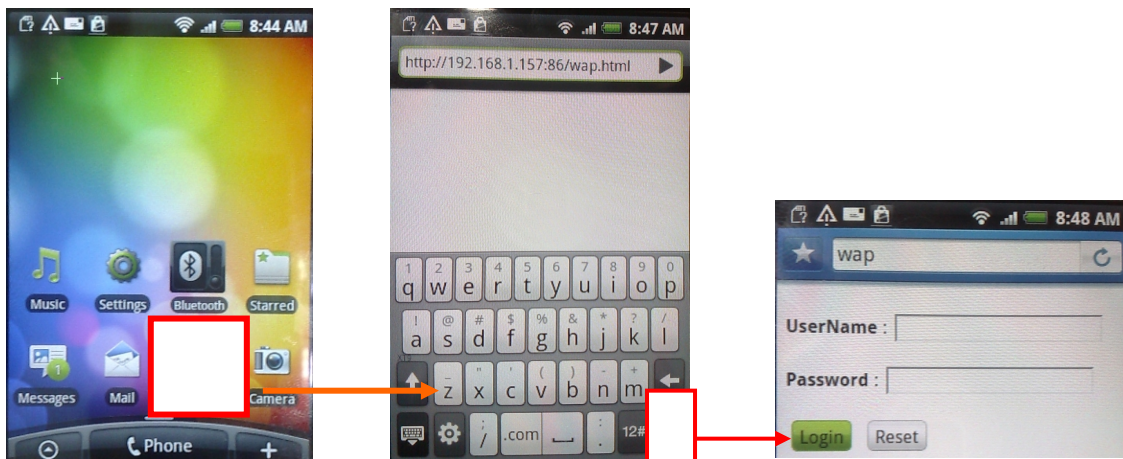 8:44 AM
Music
Settings
Bluetooth
Starred
1
Messages
Mail
Camera
Phone
8:47 AM
http://192.168.1.157:86/wap.html
1 2 3 4 5 6 7 8 9 0
q w e r t y u i o p
! @ # $ % & * ? /
a s d f g h j k l
_ " ' ( ) - +
z x c v b n m
; :
/ .com . 12#
8:48 AM
wap
UserName :
Password :
Login Reset